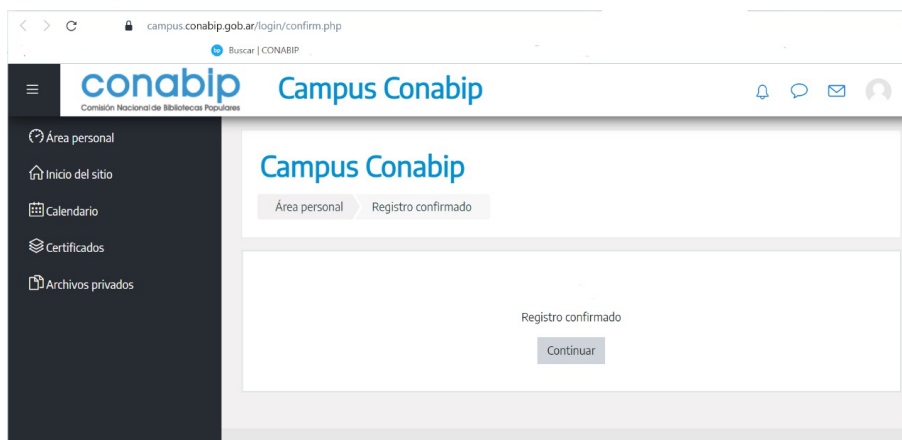 campus.conabip.gob.ar/login/confirm.php
bp Buscar | CONABIP
conabip
Comisión Nacional de Bibliotecas Populares
Campus Conabip
Área personal
Inicio del sitio
Calendario
Certificados
Archivos privados
Campus Conabip
Área personal Registro confirmado
Registro confirmado
Continuar